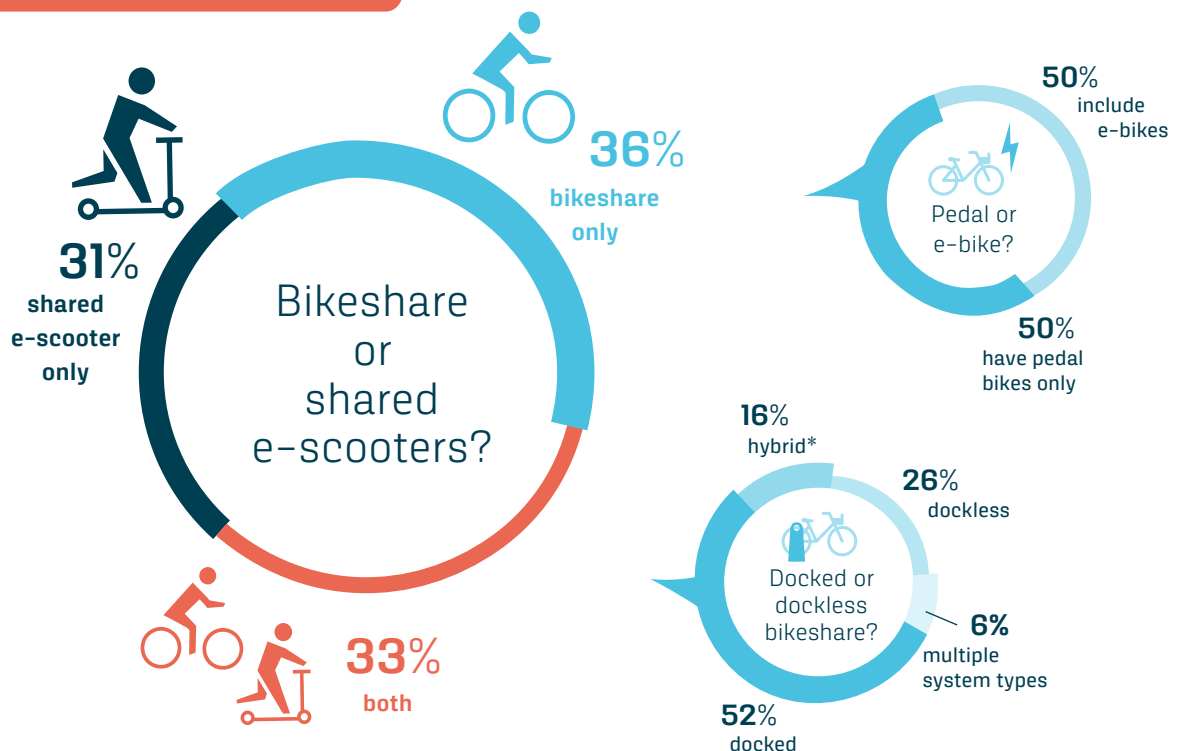 36%
bikeshare
only
31%
shared
e-scooter
only
Bikeshare
or
shared
e-scooters?
33%
both
50%
include
e-bikes
Pedal or
e-bike?
50%
have pedal
bikes only
16%
hybrid*
26%
dockless
Docked or
dockless
bikeshare?
6%
multiple
system types
52%
docked